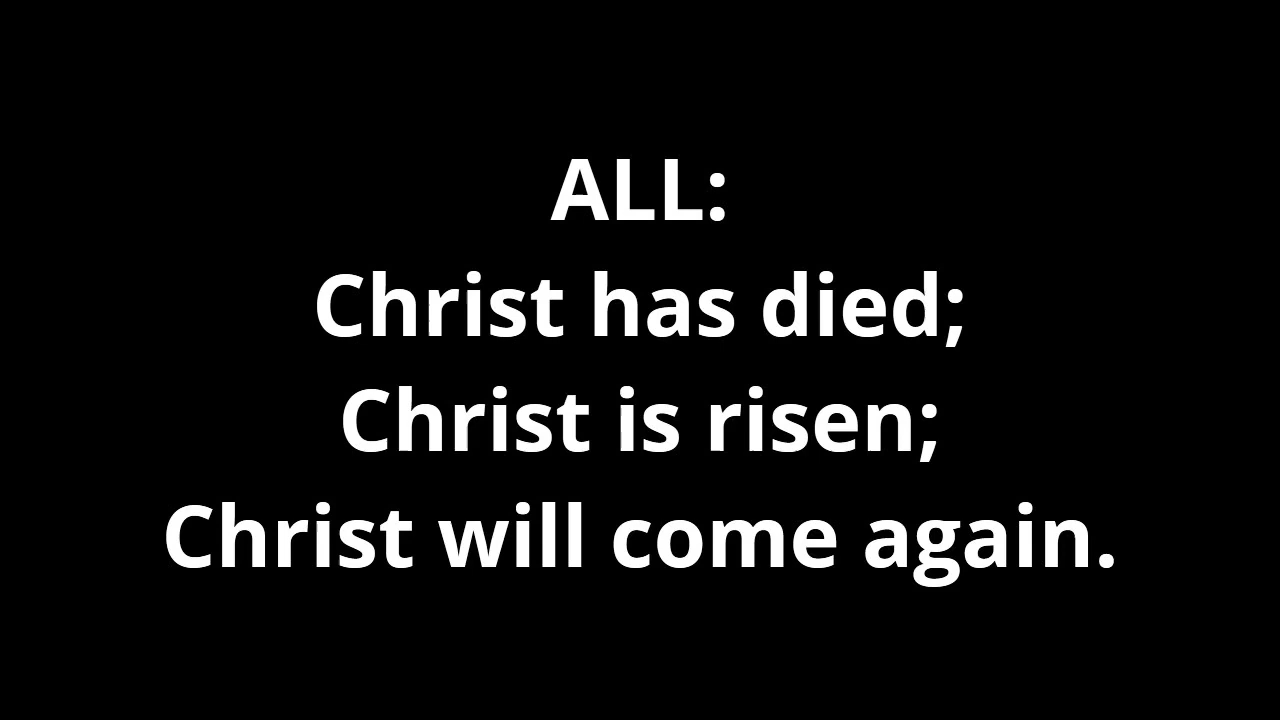 ALL:
Christ has died;
Christ is risen;
Christ will come again.